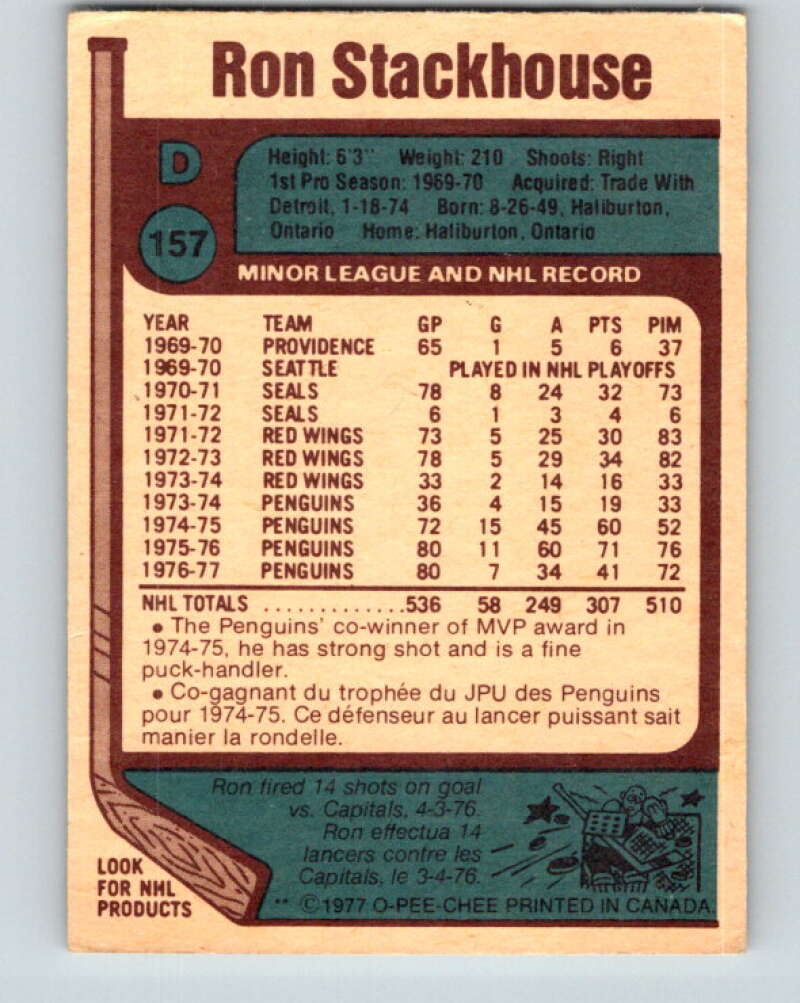 Ron Stackhouse
D
157
Height: 6'3" Weight: 210 Shoots: Right
1st Pro Season: 1969-70 Acquired: Trade With
Detroit, 1-18-74 Born: 8-26-49, Haliburton,
Ontario Home: Haliburton, Ontario
MINOR LEAGUE AND NHL RECORD
YEAR TEAM GP G A PTS PIM
1969-70 PROVIDENCE 65 1 5 6 37
1969-70 SEATTLE PLAYED IN NHL PLAYOFFS
1970-71 SEALS 78 8 24 32 73
1971-72 SEALS 6 1 3 4 6
1971-72 RED WINGS 73 5 25 30 83
1972-73 RED WINGS 78 5 29 34 82
1973-74 RED WINGS 33 2 14 16 33
1973-74 PENGUINS 36 4 15 19 33
1974-75 PENGUINS 72 15 45 60 52
1975-76 PENGUINS 80 11 60 71 76
1976-77 PENGUINS 80 7 34 41 72
NHL TOTALS .............536 58 249 307 510
• The Penguins' co-winner of MVP award in
1974-75, he has strong shot and is a fine
puck-handler.
• Co-gagnant du trophée du JPU des Penguins
pour 1974-75. Ce défenseur au lancer puissant sait
manier la rondelle.
Ron fired 14 shots on goal
vs. Capitals, 4-3-76.
Ron effectua 14
lancers contre les
Capitals, le 3-4-76.
LOOK
FOR NHL
PRODUCTS
** ©1977 O-PEE-CHEE PRINTED IN CANADA.